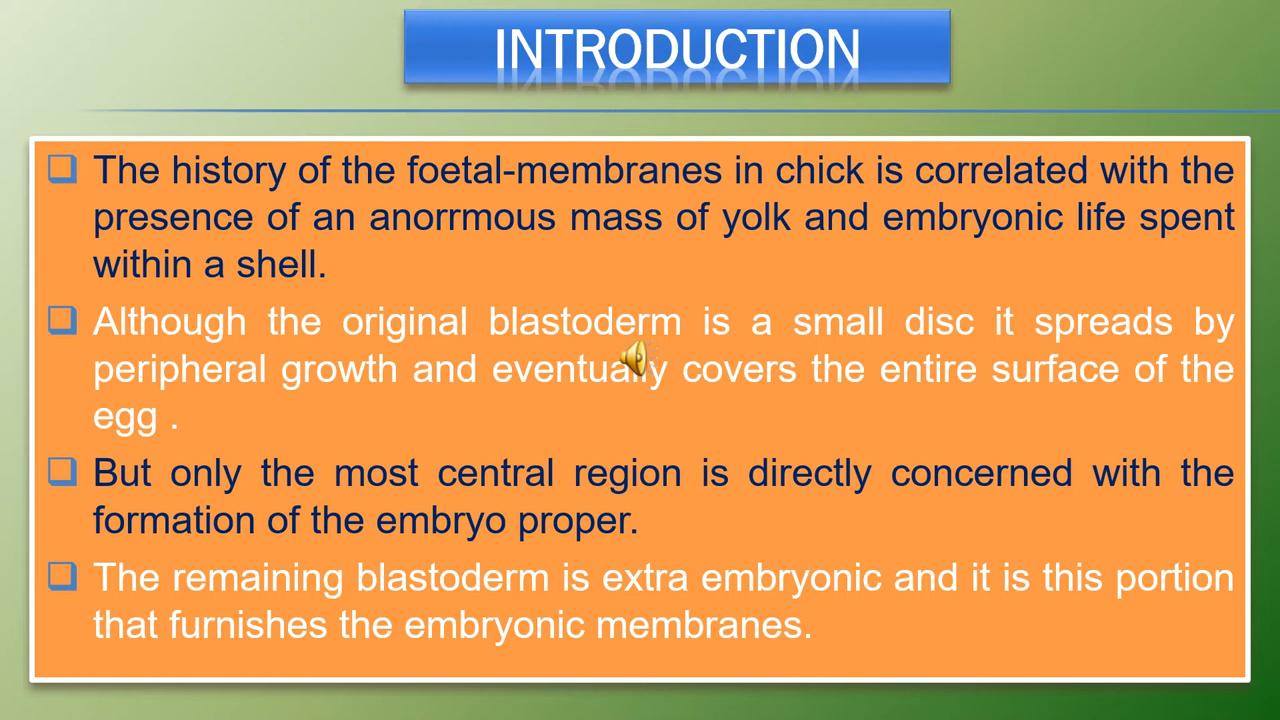 INTRODUCTION
The history of the foetal-membranes in chick is correlated with the
presence of an anorrmous mass of yolk and embryonic life spent
within a shell.
Although the original blastoderm is a small disc it spreads by
peripheral growth and eventually covers the entire surface of the
egg .
But only the most central region is directly concerned with the
formation of the embryo proper.
The remaining blastoderm is extra embryonic and it is this portion
that furnishes the embryonic membranes.